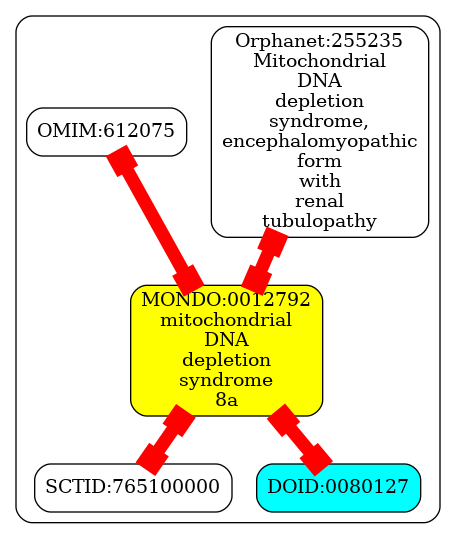 OMIM:612075
Orphanet:255235
Mitochondrial
DNA
depletion
syndrome,
encephalomyopathic
form
with
renal
tubulopathy
MONDO:0012792
mitochondrial
DNA
depletion
syndrome
8a
SCTID:765100000
DOID:0080127